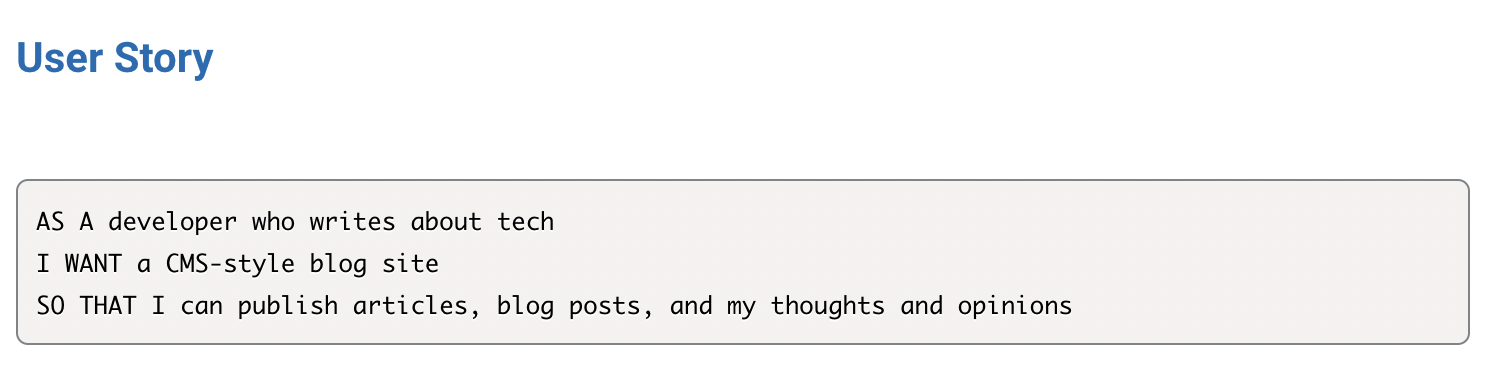 User Story
AS A developer who writes about tech
I WANT a CMS-style blog site
SO THAT I can publish articles, blog posts, and my thoughts and opinions